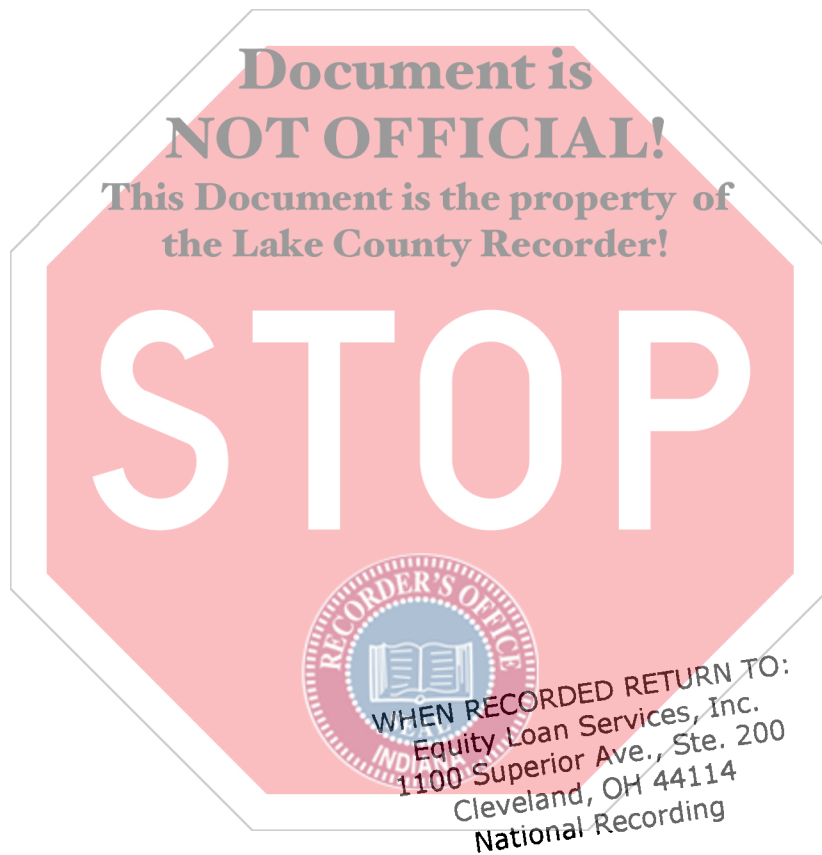 Document is
NOT OFFICIAL!
This Document is the property of
the Lake County Recorder!
STOP
RECORDER'S OFFICE
INDIANA
WHEN RECORDED RETURN TO:
Equity Loan Services, Inc.
1100 Superior Ave., Ste. 200
Cleveland, OH 44114
National Recording